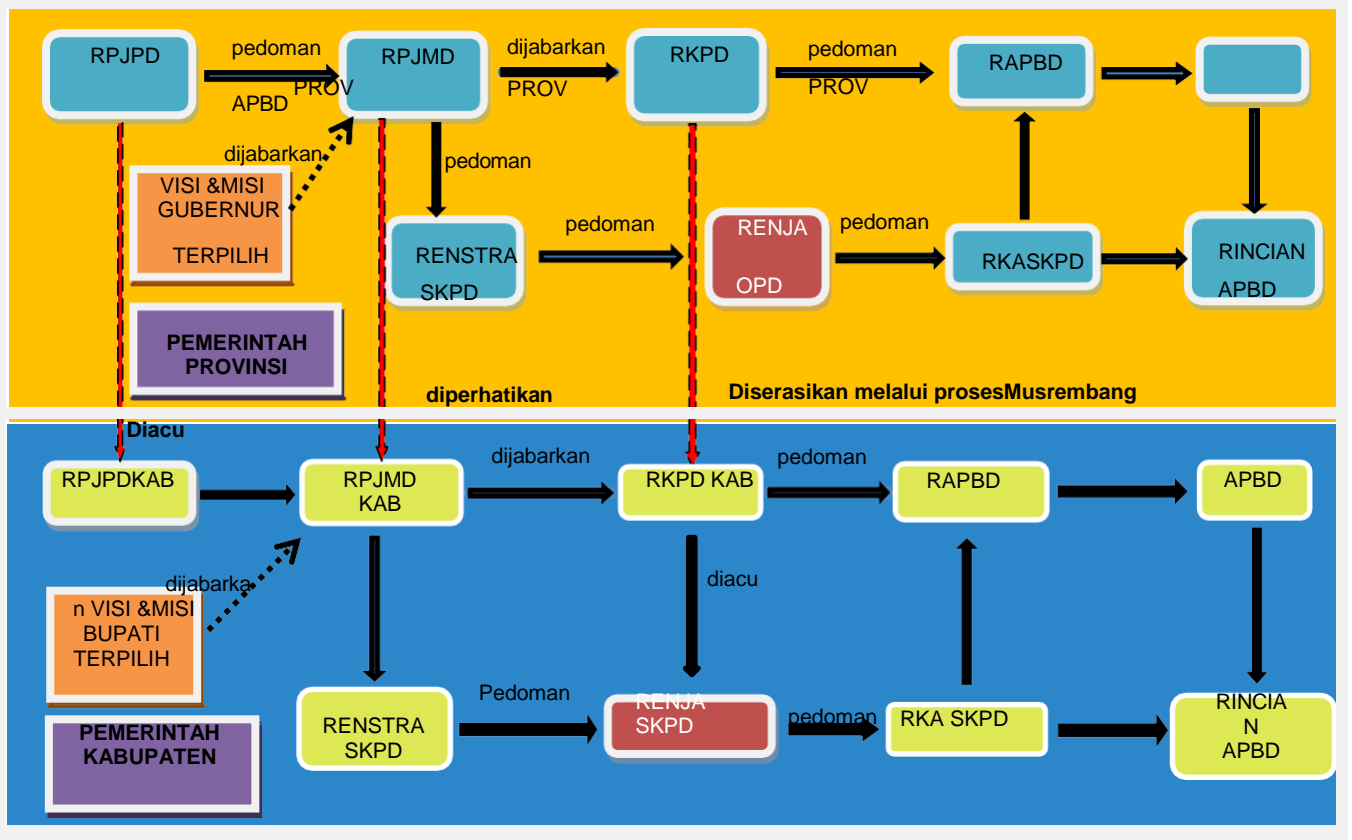 RPJPD
pedoman
PROV
APBD
RPJMD
dijabarkan
PROV
RKPD
pedoman
PROV
RAPBD
dijabarkan
VISI &MISI
GUBERNUR
TERPILIH
pedoman
RENSTRA
SKPD
pedoman
RENJA
OPD
pedoman
RKASKPD
RINCIAN
APBD
PEMERINTAH
PROVINSI
diperhatikan
Diserasikan melalui prosesMusrembang
Diacu
RPJPDKAB
RPJMD
KAB
dijabarkan
RKPD KAB
pedoman
RAPBD
APBD
dijabarka
n VISI &MISI
BUPATI
TERPILIH
diacu
PEMERINTAH
KABUPATEN
RENSTRA
SKPD
Pedoman
RENJA
SKPD
pedoman
RKA SKPD
RINCIA
N
APBD